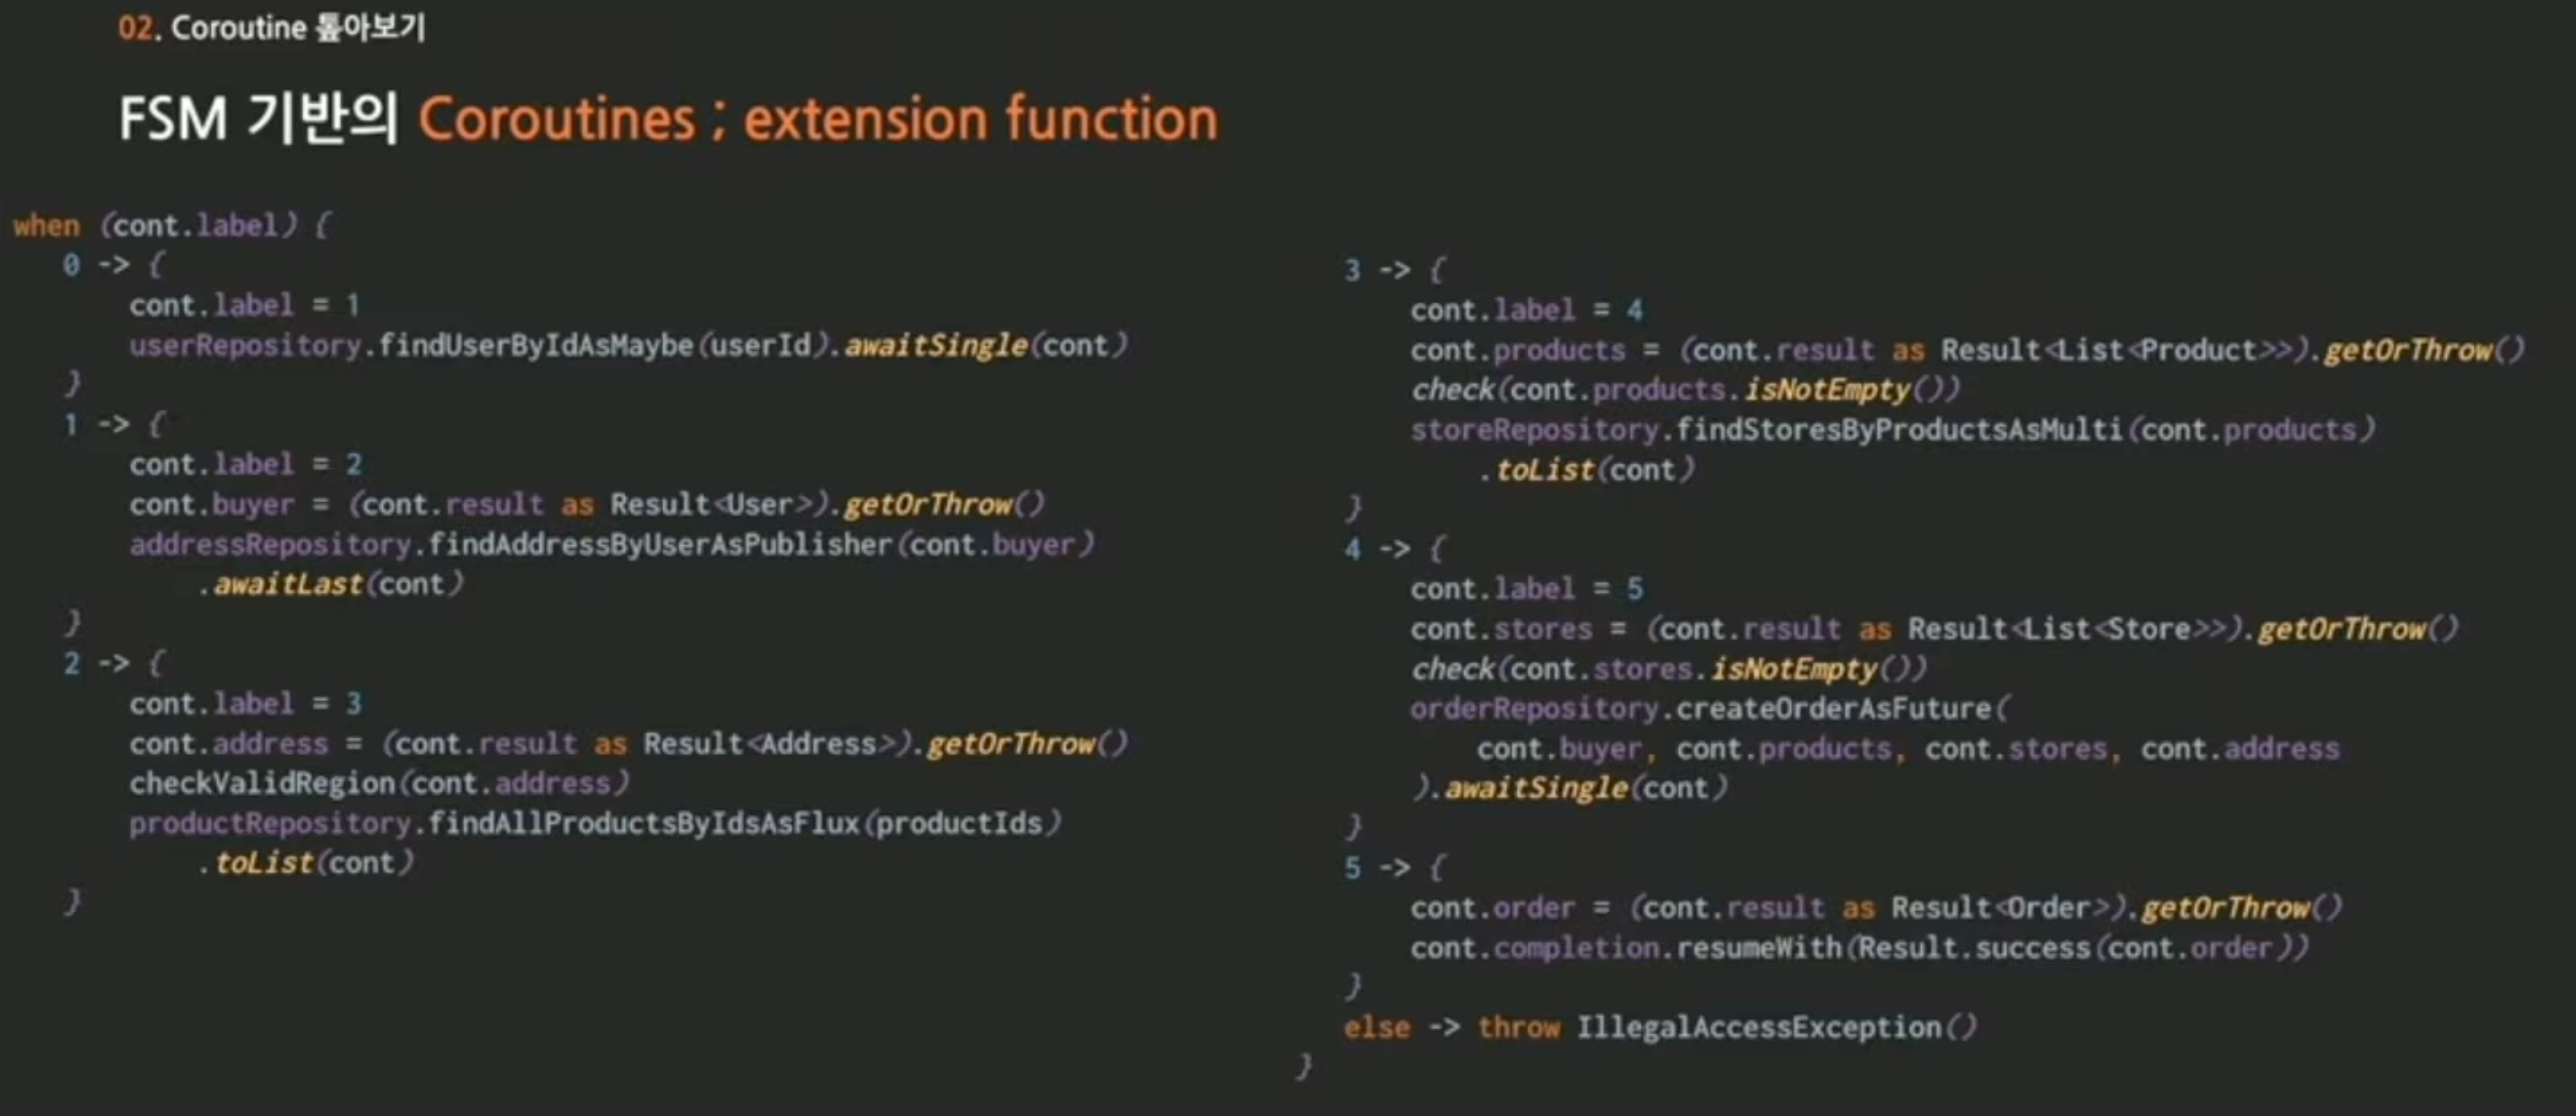 02. Coroutine 톺아보기
FSM 기반의 Coroutines ; extension function
when (cont.label) {
0 -> {
cont.label = 1
userRepository.findUserByIdAsMaybe(userId).awaitSingle(cont)
}
1 -> {
cont.label = 2
cont.buyer = (cont.result as Result<User>).getOrThrow()
addressRepository.findAddressByUserAsPublisher(cont.buyer)
.awaitLast(cont)
}
2 -> {
cont.label = 3
cont.address = (cont.result as Result<Address>).getOrThrow()
checkValidRegion(cont.address)
productRepository.findAllProductsByIdsAsFlux(productIds)
.toList(cont)
}
3 -> {
cont.label = 4
cont.products = (cont.result as Result<List<Product>>).getOrThrow()
check(cont.products.isNotEmpty())
storeRepository.findStoresByProductsAsMulti(cont.products)
.toList(cont)
}
4 -> {
cont.label = 5
cont.stores = (cont.result as Result<List<Store>>).getOrThrow()
check(cont.stores.isNotEmpty())
orderRepository.createOrderAsFuture(
cont.buyer, cont.products, cont.stores, cont.address
).awaitSingle(cont)
}
5 -> {
cont.order = (cont.result as Result<Order>).getOrThrow()
cont.completion.resumeWith(Result.success(cont.order))
}
else -> throw IllegalAccessException()
}